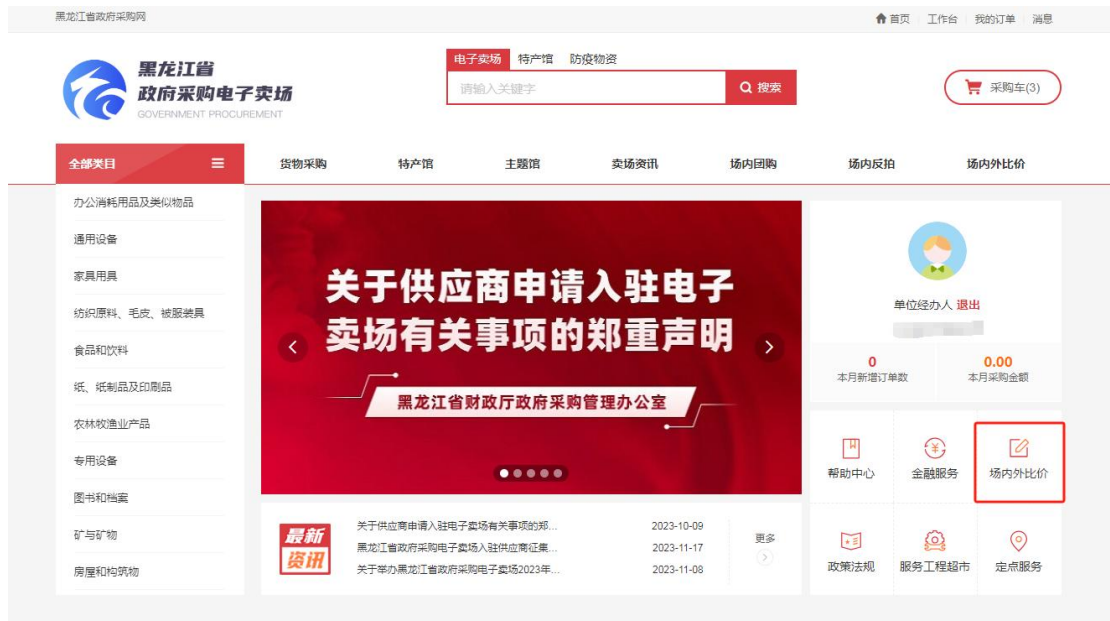 黑龙江省政府采购网
首页 工作台 我的订单 消息
黑龙江省
政府采购电子卖场
GOVERNMENT PROCUREMENT
电子卖场 特产馆 防疫物资
请输入关键字
搜索
采购车(3)
全部类目 货物采购 特产馆 主题馆 卖场资讯 场内团购 场内反拍 场内外比价
办公消耗用品及类似物品
通用设备
家具用具
纺织原料、毛皮、被服装具
食品和饮料
纸、纸制品及印刷品
农林牧渔业产品
专用设备
图书和档案
矿与矿物
房屋和构筑物
关于供应商申请入驻电子
卖场有关事项的郑重声明
黑龙江省财政厅政府采购管理办公室
最新
资讯
关于供应商申请入驻电子卖场有关事项的郑... 2023-10-09
黑龙江省政府采购电子卖场入驻供应商征集... 2023-11-17
关于举办黑龙江省政府采购电子卖场2023年... 2023-11-08
更多
单位经办人 退出
0 0.00
本月新增订单数 本月采购金额
帮助中心 金融服务 场内外比价
政策法规 服务工程超市 定点服务